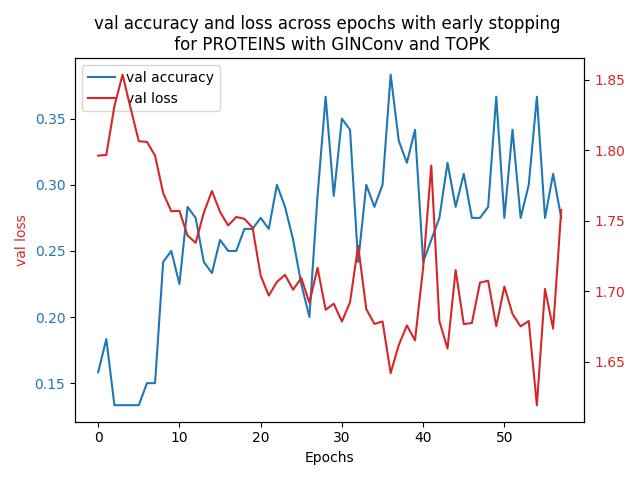 val accuracy and loss across epochs with early stopping
for PROTEINS with GINConv and TOPK
val accuracy
val loss
0.35
0.30
0.25
0.20
0.15
val loss
1.85
1.80
1.75
1.70
1.65
0 10 20 30 40 50
Epochs